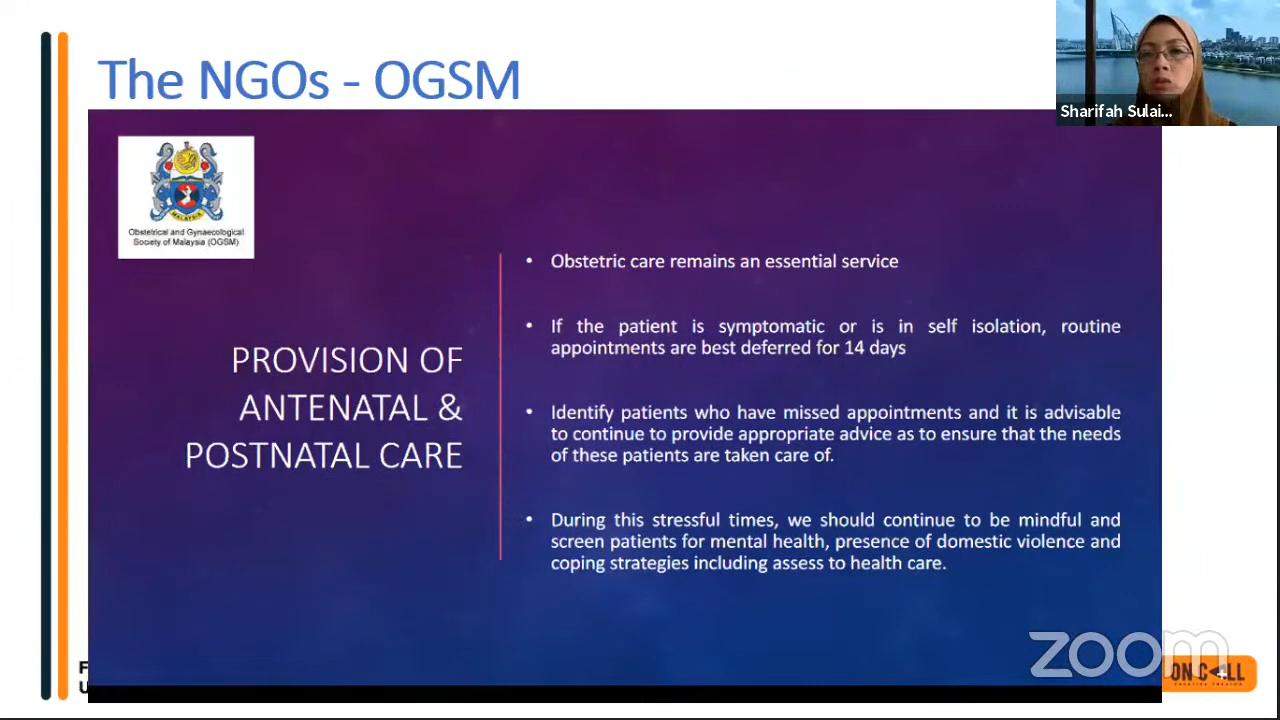 The NGOs - OGSM
Sharifah Sulai...
MALAYSIA
Obstetrical and Gynaecological
Society of Malaysia (OGSM)
PROVISION OF
ANTENATAL &
POSTNATAL CARE
• Obstetric care remains an essential service
• If the patient is symptomatic or is in self isolation, routine
appointments are best deferred for 14 days
• Identify patients who have missed appointments and it is advisable
to continue to provide appropriate advice as to ensure that the needs
of these patients are taken care of.
• During this stressful times, we should continue to be mindful and
screen patients for mental health, presence of domestic violence and
coping strategies including assess to health care.
zoom
ON CALL